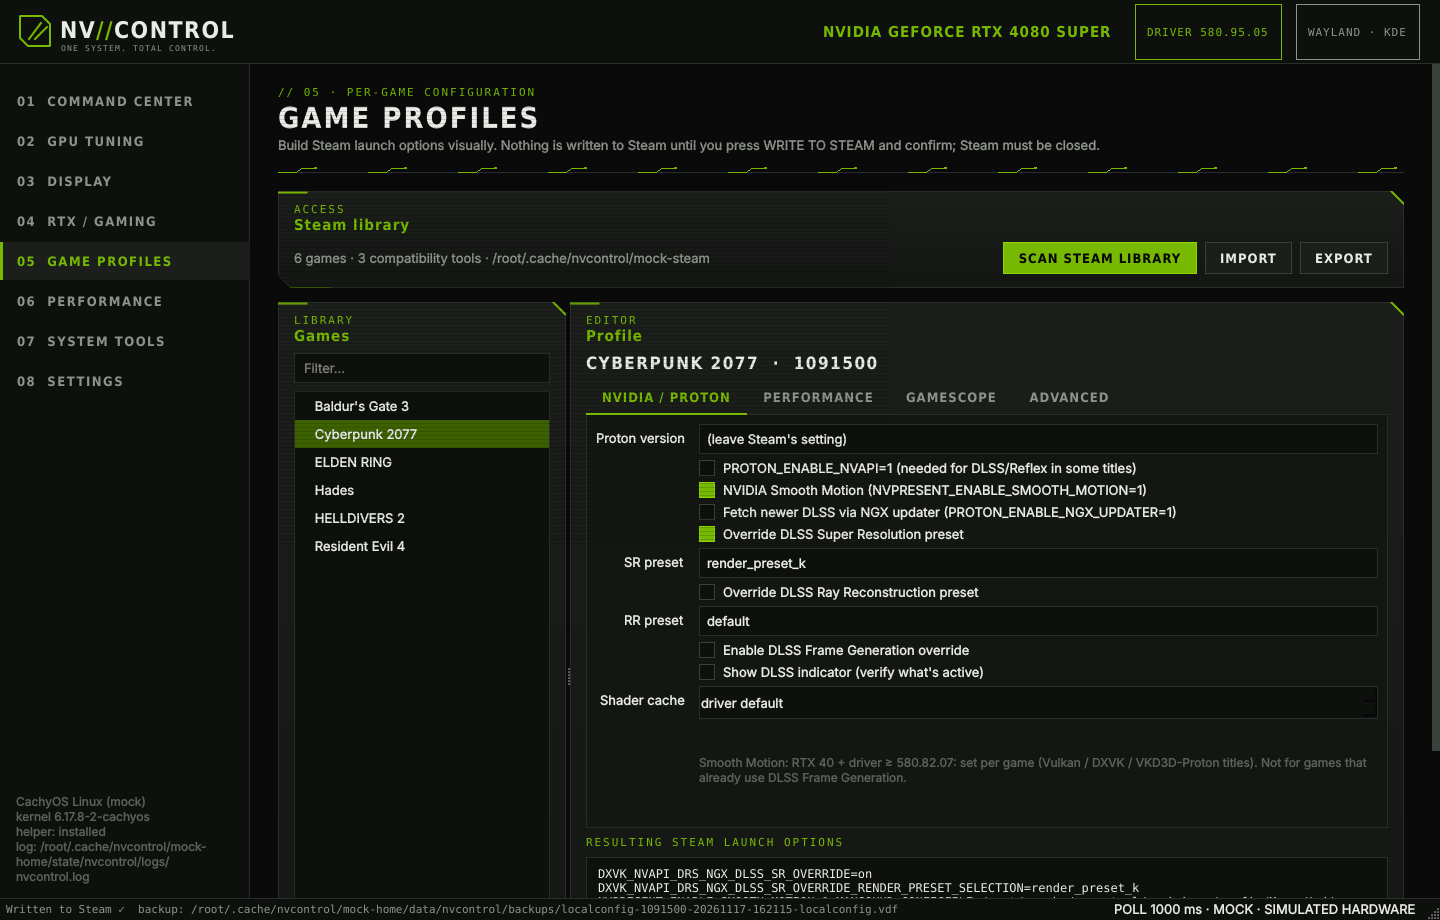 NV//CONTROL
ONE SYSTEM. TOTAL CONTROL.
NVIDIA GEFORCE RTX 4080 SUPER
DRIVER 580.95.05
WAYLAND · KDE
01 COMMAND CENTER
02 GPU TUNING
03 DISPLAY
04 RTX / GAMING
05 GAME PROFILES
06 PERFORMANCE
07 SYSTEM TOOLS
08 SETTINGS
CachyOS Linux (mock)
kernel 6.17.8-2-cachyos
helper: installed
log: /root/.cache/nvcontrol/mock-
home/state/nvcontrol/logs/
nvcontrol.log
// 05 · PER-GAME CONFIGURATION
GAME PROFILES
Build Steam launch options visually. Nothing is written to Steam until you press WRITE TO STEAM and confirm; Steam must be closed.
ACCESS
Steam library
6 games · 3 compatibility tools · /root/.cache/nvcontrol/mock-steam
SCAN STEAM LIBRARY
IMPORT
EXPORT
LIBRARY
Games
Filter...
Baldur's Gate 3
Cyberpunk 2077
ELDEN RING
Hades
HELLDIVERS 2
Resident Evil 4
EDITOR
Profile
CYBERPUNK 2077 · 1091500
NVIDIA / PROTON
PERFORMANCE
GAMESCOPE
ADVANCED
Proton version
(leave Steam's setting)
PROTON_ENABLE_NVAPI=1 (needed for DLSS/Reflex in some titles)
NVIDIA Smooth Motion (NVPRESENT_ENABLE_SMOOTH_MOTION=1)
Fetch newer DLSS via NGX updater (PROTON_ENABLE_NGX_UPDATER=1)
Override DLSS Super Resolution preset
SR preset
render_preset_k
Override DLSS Ray Reconstruction preset
RR preset
default
Enable DLSS Frame Generation override
Show DLSS indicator (verify what's active)
Shader cache
driver default
Smooth Motion: RTX 40 + driver ≥ 580.82.07: set per game (Vulkan / DXVK / VKD3D-Proton titles). Not for games that
already use DLSS Frame Generation.
RESULTING STEAM LAUNCH OPTIONS
DXVK_NVAPI_DRS_NGX_DLSS_SR_OVERRIDE=on
DXVK_NVAPI_DRS_NGX_DLSS_SR_OVERRIDE_RENDER_PRESET_SELECTION=render_preset_k
Written to Steam ✓ backup: /root/.cache/nvcontrol/mock-home/data/nvcontrol/backups/localconfig-1091500-20261117-162115-localconfig.vdf
POLL 1000 ms · MOCK · SIMULATED HARDWARE